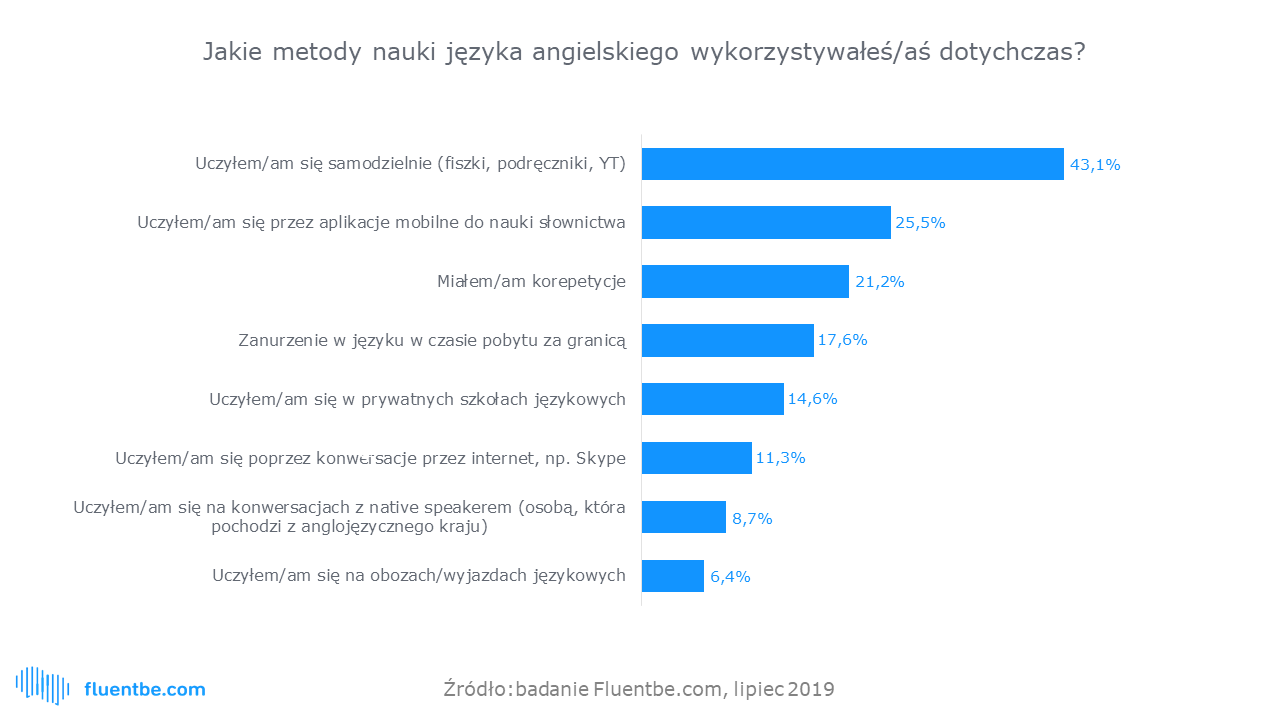 Jakie metody nauki języka angielskiego wykorzystywałeś/aś dotychczas?
Uczyłem/am się samodzielnie (fiszki, podręczniki, YT)
43,1%
Uczyłem/am się przez aplikacje mobilne do nauki słownictwa
25,5%
Miałem/am korepetycje
21,2%
Zanurzenie w języku w czasie pobytu za granicą
17,6%
Uczyłem/am się w prywatnych szkołach językowych
14,6%
Uczyłem/am się poprzez konwersacje przez internet, np. Skype
11,3%
Uczyłem/am się na konwersacjach z native speakerem (osobą, która
pochodzi z anglojęzycznego kraju)
8,7%
Uczyłem/am się na obozach/wyjazdach językowych
6,4%
fluentbe.com
Źródło: badanie Fluentbe.com, lipiec 2019